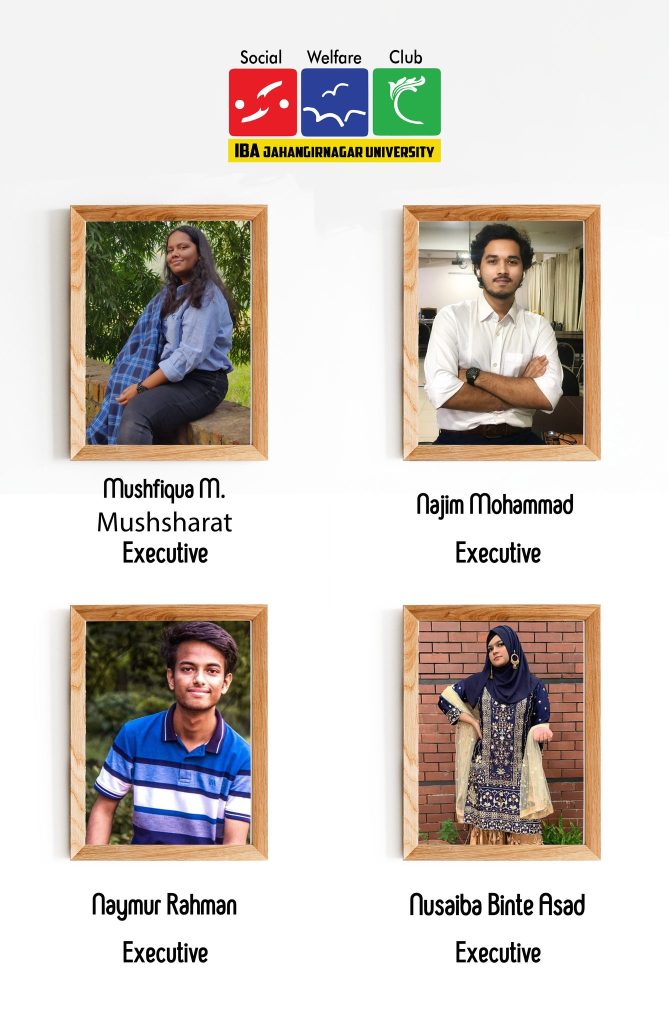 Social Welfare Club
IBA JAHANGIRNAGAR UNIVERSITY
Mushfiqua M.
Mushsharat
Executive
Najim Mohammad
Executive
Naymur Rahman
Executive
Nusaiba Binte Asad
Executive